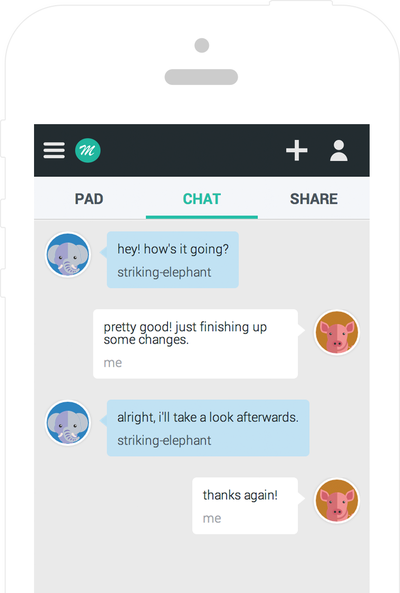 M
PAD CHAT SHARE
hey! how's it going?
striking-elephant
pretty good! just finishing up
some changes.
me
alright, i'll take a look afterwards.
striking-elephant
thanks again!
me